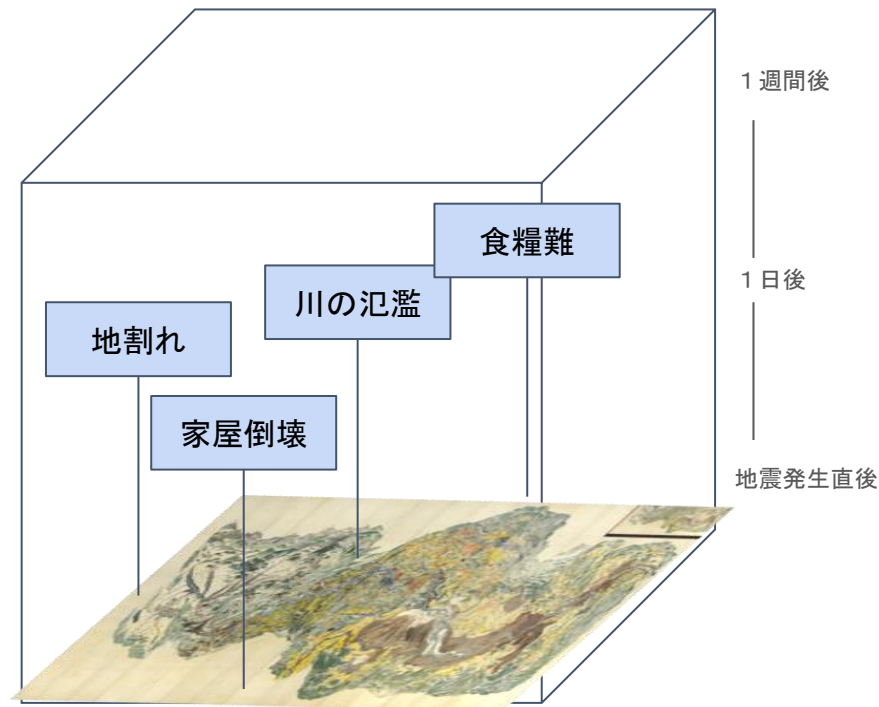 １週間後
食糧難
川の氾濫
１日後
地割れ
家屋倒壊
地震発生直後